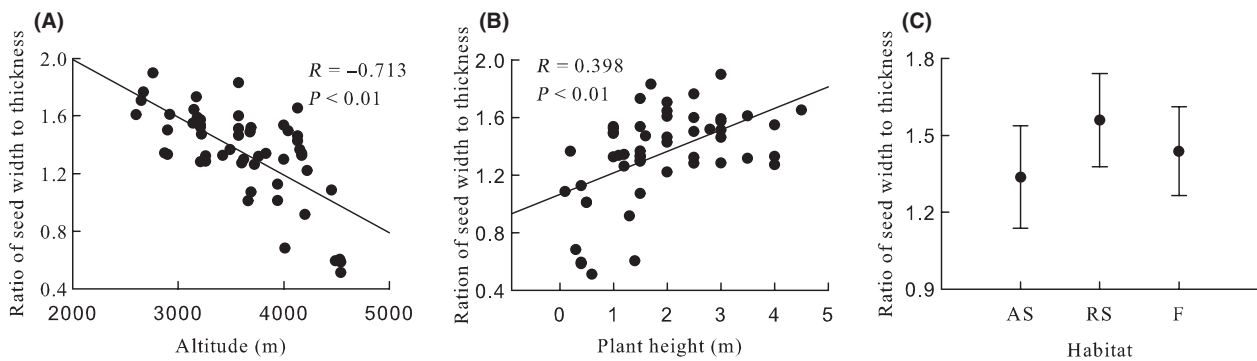 (A)
Ratio of seed width to thickness
2.0
1.6
1.2
0.8
0.4
R = −0.713
P < 0.01
2000
3000
4000
5000
Altitude (m)
(B)
Ration of seed width to thickness
2.0
1.6
1.2
0.8
0.4
R = 0.398
P < 0.01
0
1
2
3
4
5
Plant height (m)
(C)
Ratio of seed width to thickness
1.8
1.5
1.2
0.9
AS
RS
F
Habitat